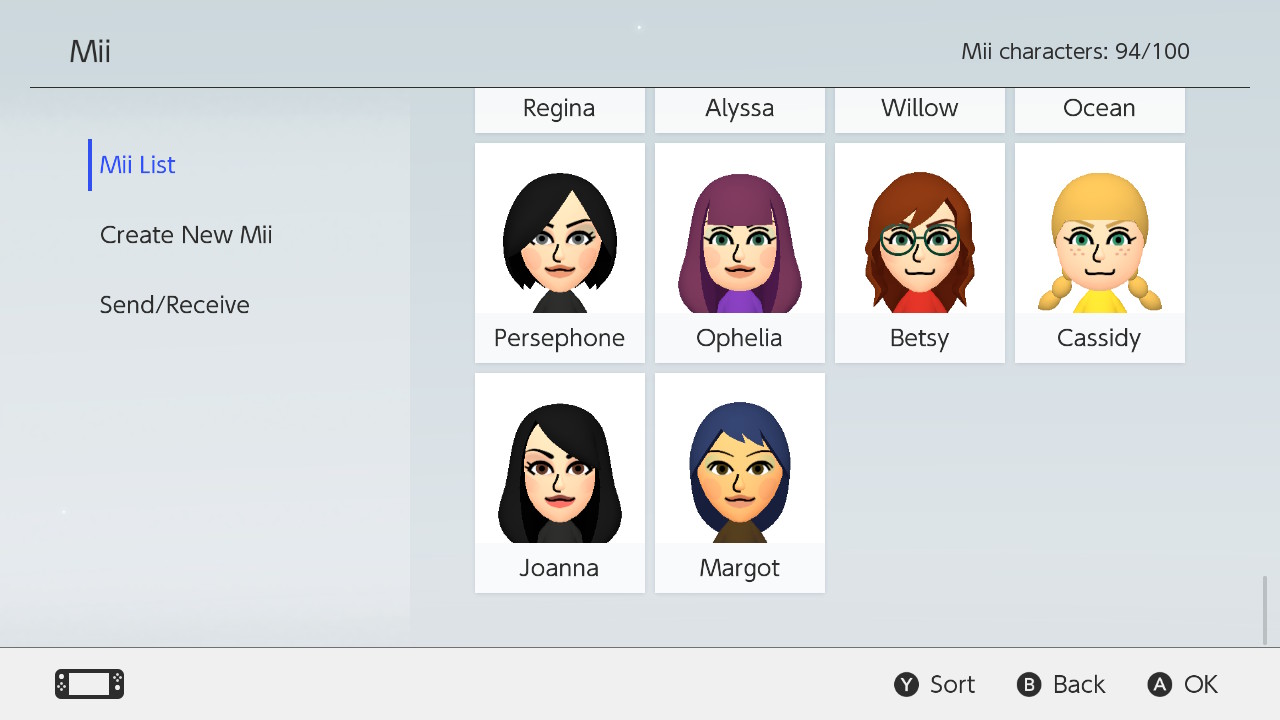 Mii
Mii characters: 94/100
Mii List
Create New Mii
Send/Receive
Regina
Alyssa
Willow
Ocean
Persephone
Ophelia
Betsy
Cassidy
Joanna
Margot
Y Sort
B Back
A OK